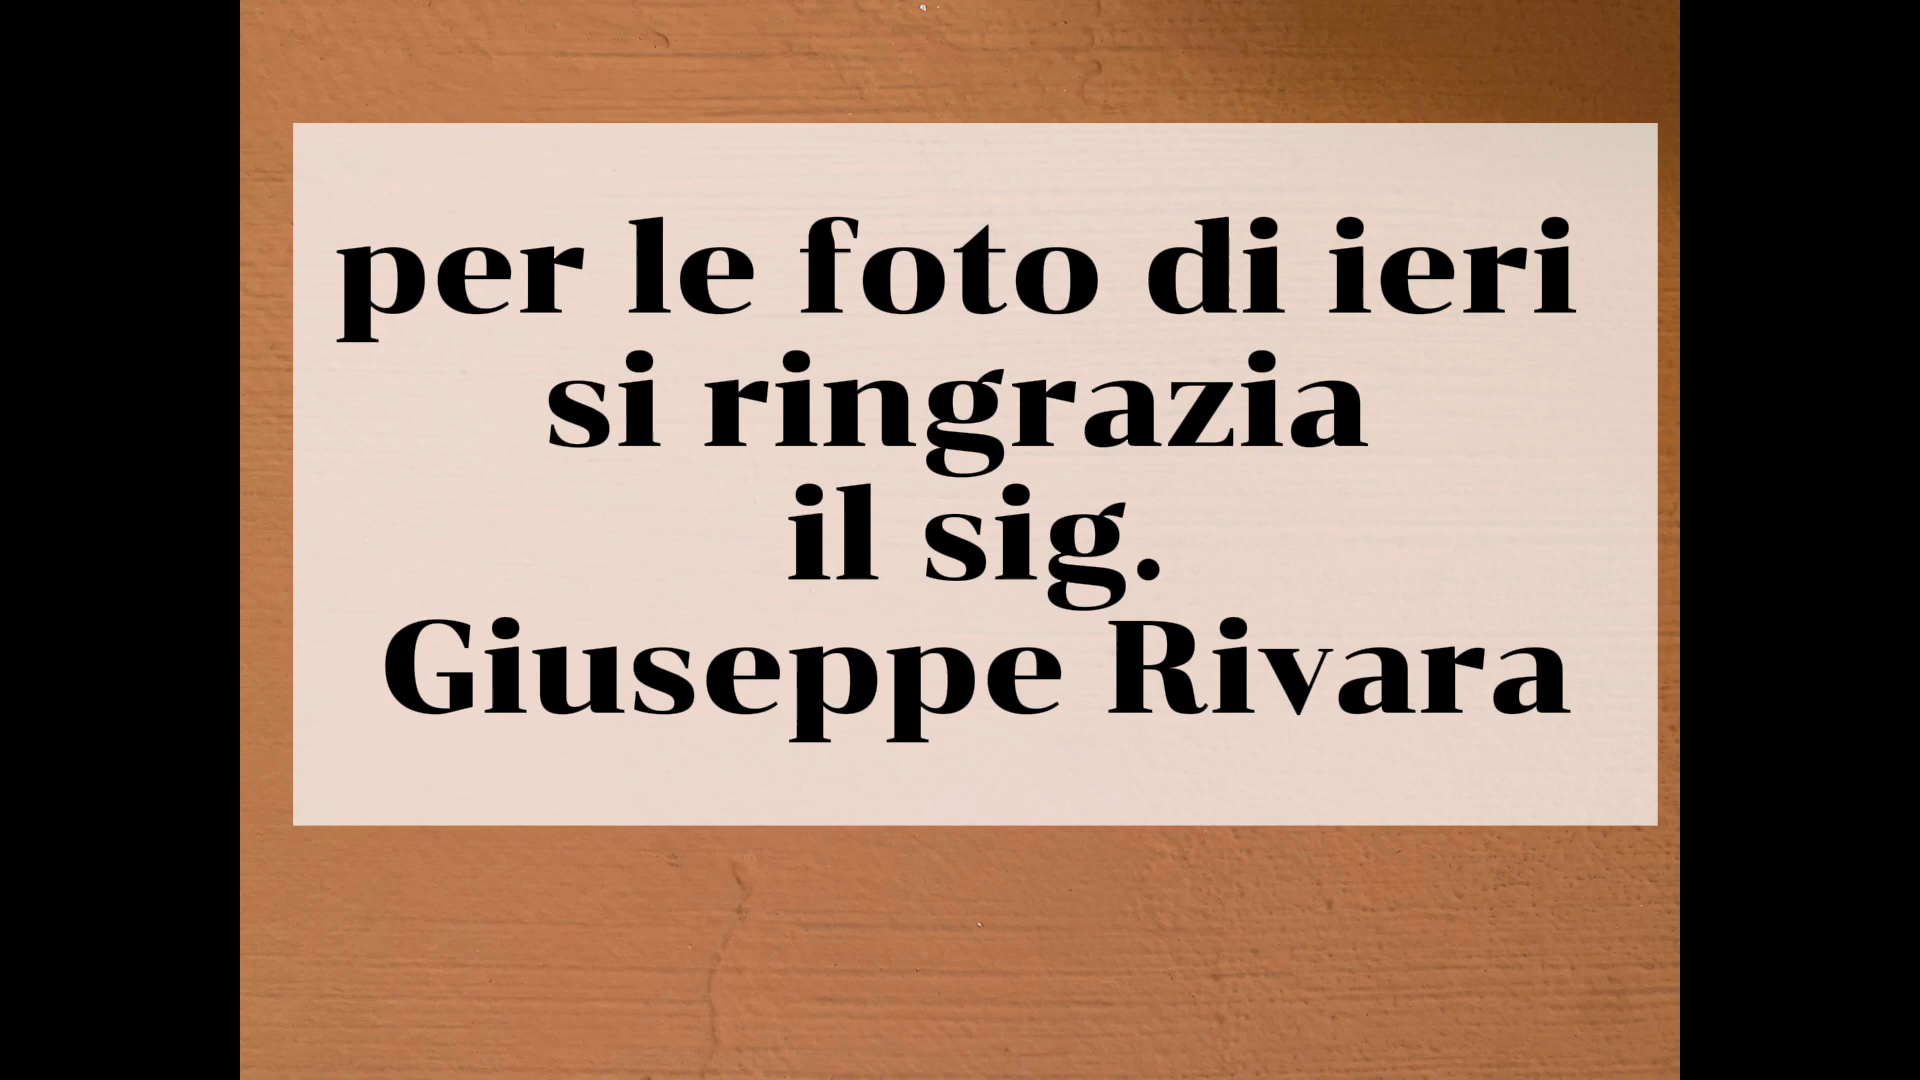 per le foto di ieri
si ringrazia
il sig.
Giuseppe Rivara